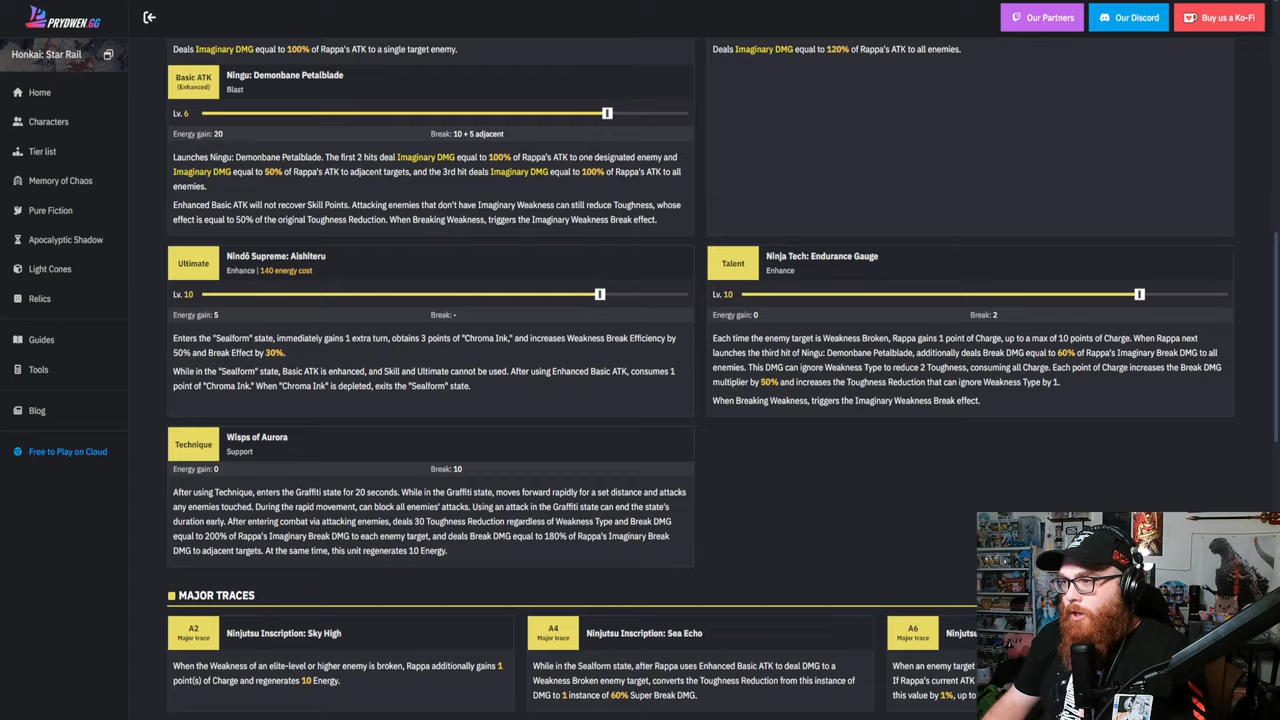 PRYDWEN.GG
Our Partners
Our Discord
Buy us a Ko-Fi
Honkai: Star Rail
Home
Characters
Tier list
Memory of Chaos
Pure Fiction
Apocalyptic Shadow
Light Cones
Relics
Guides
Tools
Blog
Free to Play on Cloud
Deals Imaginary DMG equal to 100% of Rappa's ATK to a single target enemy.
Deals Imaginary DMG equal to 120% of Rappa's ATK to all enemies.
Basic ATK
(Enhanced)
Ningu: Demonbane Petalblade
Blast
Lv. 6
Energy gain: 20
Break: 10 + 5 adjacent
Launches Ningu: Demonbane Petalblade. The first 2 hits deal Imaginary DMG equal to 100% of Rappa's ATK to one designated enemy and
Imaginary DMG equal to 50% of Rappa's ATK to adjacent targets, and the 3rd hit deals Imaginary DMG equal to 100% of Rappa's ATK to all
enemies.
Enhanced Basic ATK will not recover Skill Points. Attacking enemies that don't have Imaginary Weakness can still reduce Toughness, whose
effect is equal to 50% of the original Toughness Reduction. When Breaking Weakness, triggers the Imaginary Weakness Break effect.
Ultimate
Nindō Supreme: Aishiteru
Enhance | 140 energy cost
Lv. 10
Energy gain: 5
Break: -
Enters the "Sealform" state, immediately gains 1 extra turn, obtains 3 points of "Chroma Ink," and increases Weakness Break Efficiency by
50% and Break Effect by 30%.
While in the "Sealform" state, Basic ATK is enhanced, and Skill and Ultimate cannot be used. After using Enhanced Basic ATK, consumes 1
point of "Chroma Ink." When "Chroma Ink" is depleted, exits the "Sealform" state.
Talent
Ninja Tech: Endurance Gauge
Enhance
Lv. 10
Energy gain: 0
Break: 2
Each time the enemy target is Weakness Broken, Rappa gains 1 point of Charge, up to a max of 10 points of Charge. When Rappa next
launches the third hit of Ningu: Demonbane Petalblade, additionally deals Break DMG equal to 60% of Rappa's Imaginary Break DMG to all
enemies. This DMG can ignore Weakness Type to reduce 2 Toughness, consuming all Charge. Each point of Charge increases the Break DMG
multiplier by 50% and increases the Toughness Reduction that can ignore Weakness Type by 1.
When Breaking Weakness, triggers the Imaginary Weakness Break effect.
Technique
Wisps of Aurora
Support
Energy gain: 0
Break: 10
After using Technique, enters the Graffiti state for 20 seconds. While in the Graffiti state, moves forward rapidly for a set distance and attacks
any enemies touched. During the rapid movement, can block all enemies' attacks. Using an attack in the Graffiti state can end the state's
duration early. After entering combat via attacking enemies, deals 30 Toughness Reduction regardless of Weakness Type and Break DMG
equal to 200% of Rappa's Imaginary Break DMG to each enemy target, and deals Break DMG equal to 180% of Rappa's Imaginary Break
DMG to adjacent targets. At the same time, this unit regenerates 10 Energy.
MAJOR TRACES
A2
Major trace
Ninjutsu Inscription: Sky High
When the Weakness of an elite-level or higher enemy is broken, Rappa additionally gains 1
point(s) of Charge and regenerates 10 Energy.
A4
Major trace
Ninjutsu Inscription: Sea Echo
While in the Sealform state, after Rappa uses Enhanced Basic ATK to deal DMG to a
Weakness Broken enemy target, converts the Toughness Reduction from this instance of
DMG to 1 instance of 60% Super Break DMG.
A6
Major trace
When an enemy target
If Rappa's current ATK
this value by 1%, up to